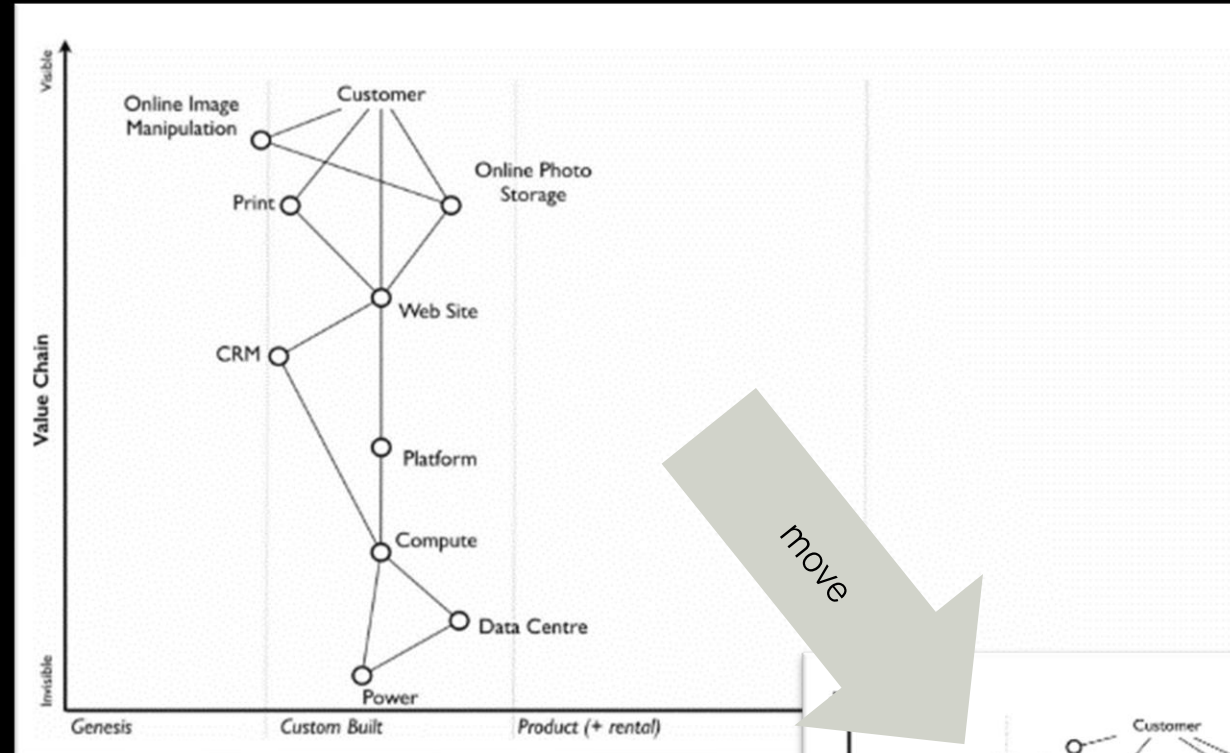 Visible
Customer
Online Image
Manipulation
Online Photo
Storage
Print
Web Site
CRM
Value Chain
Platform
move
Compute
Data Centre
Invisible
Power
Genesis
Custom Built
Product (+ rental)
Customer